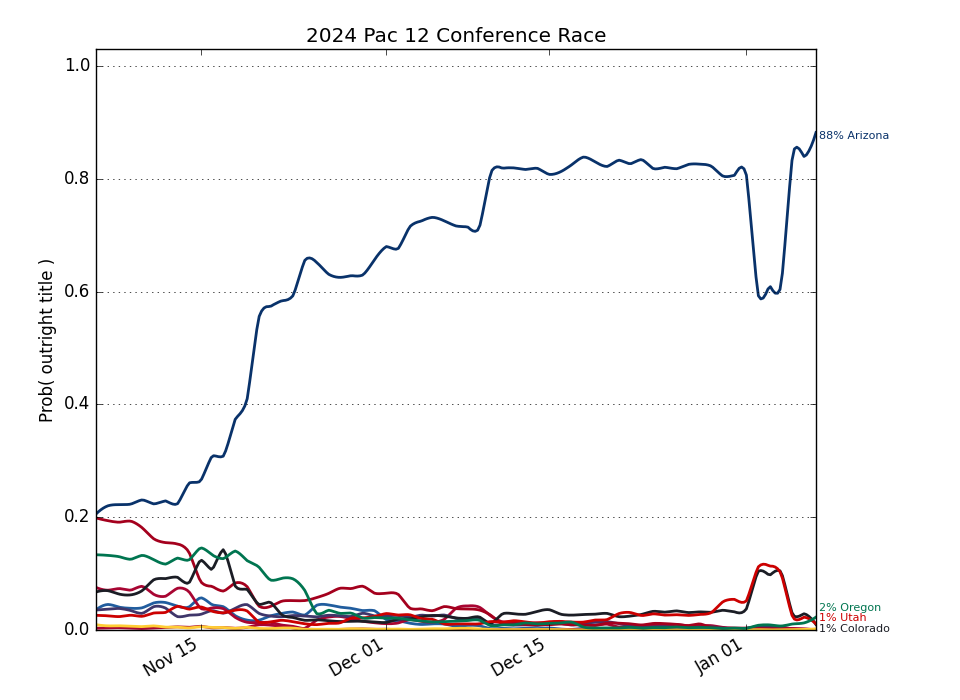 2024 Pac 12 Conference Race
1.0
0.8
0.6
0.4
0.2
0.0
Prob( outright title )
88% Arizona
2% Oregon
1% Utah
1% Colorado
Nov 15
Dec 01
Dec 15
Jan 01